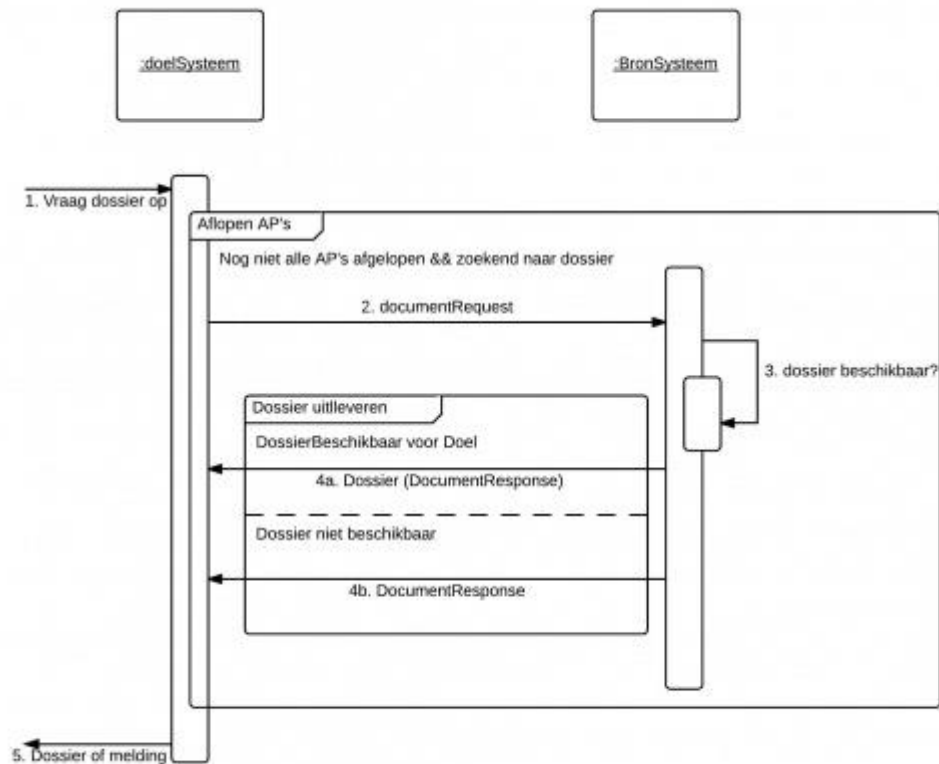 :doelSysteem
:BronSysteem
1. Vraag dossier op
Aflopen AP's
Nog niet alle AP's afgelopen && zoekend naar dossier
2. documentRequest
3. dossier beschikbaar?
Dossier uitlleveren
DossierBeschikbaar voor Doel
4a. Dossier (DocumentResponse)
Dossier niet beschikbaar
4b. DocumentResponse
5. Dossier of melding